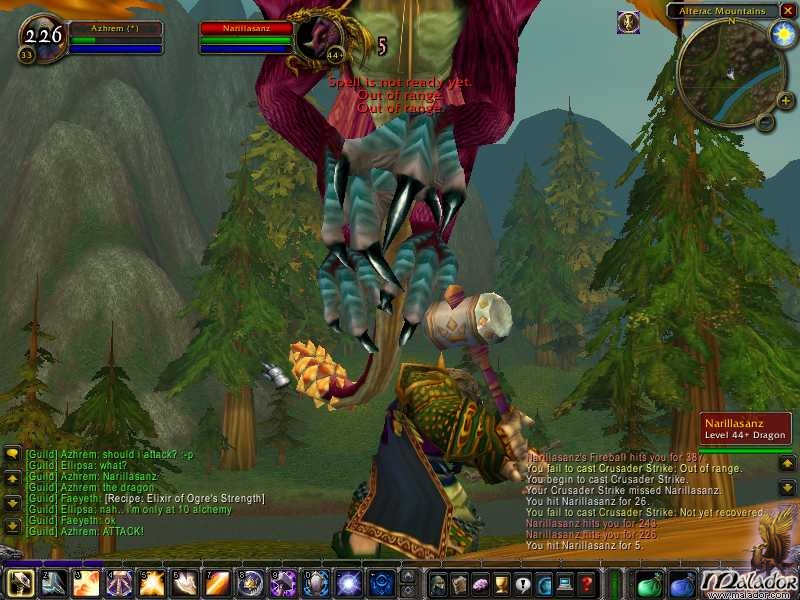 Alterac Mountains
N
226
Azhrem (*)
33
Narillasanz
44+
5
Spell is not ready yet.
Out of range.
Out of range.
Narillasanz
Level 44+ Dragon
[Guild] Azhrem: should i attack? :-p
[Guild] Ellipsa: what?
[Guild] Azhrem: Narillasanz
[Guild] Azhrem: the dragon
[Guild] Faeyeth: [Recipe: Elixir of Ogre's Strength]
[Guild] Ellipsa: nah.. i'm only at 10 alchemy
[Guild] Faeyeth: ok
[Guild] Azhrem: ATTACK!
Narillasanz's Fireball hits you for 387.
You fail to cast Crusader Strike: Out of range.
You begin to cast Crusader Strike.
Your Crusader Strike missed Narillasanz.
You hit Narillasanz for 26.
You fail to cast Crusader Strike: Not yet recovered.
Narillasanz hits you for 243.
Narillasanz hits you for 226.
You hit Narillasanz for 5.
Malador
www.malador.com